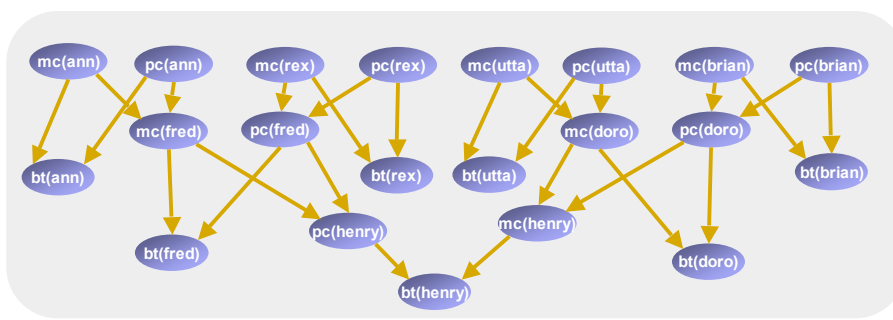 mc(ann)
pc(ann)
mc(rex)
pc(rex)
mc(utta)
pc(utta)
mc(brian)
pc(brian)
mc(fred)
pc(fred)
mc(doro)
pc(doro)
bt(ann)
bt(rex)
bt(utta)
bt(brian)
pc(henry)
mc(henry)
bt(fred)
bt(doro)
bt(henry)